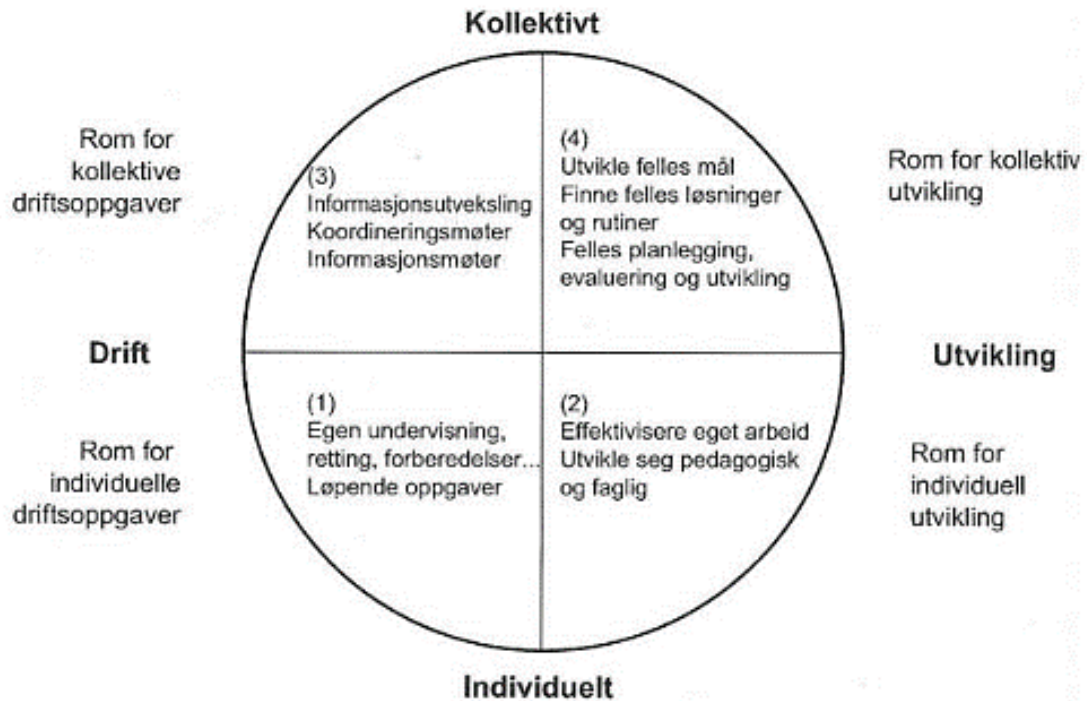 Kollektivt
Rom for
kollektive
driftsoppgaver
(3)
Informasjonsutveksling
Koordineringsmøter
Informasjonsmøter
(4)
Utvikle felles mål
Finne felles løsninger
og rutiner
Felles planlegging,
evaluering og utvikling
Rom for kollektiv
utvikling
Drift
Utvikling
Rom for
individuelle
driftsoppgaver
(1)
Egen undervisning,
retting, forberedelser...
Løpende oppgaver
(2)
Effektivisere eget arbeid
Utvikle seg pedagogisk
og faglig
Rom for
individuell
utvikling
Individuelt